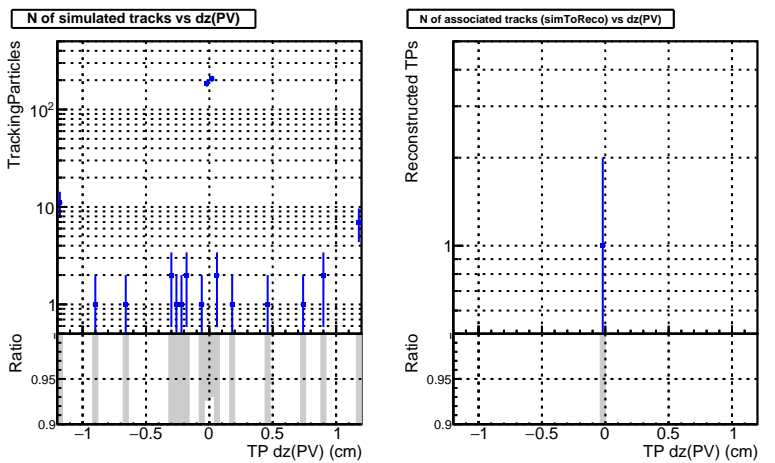 N of simulated tracks vs dz(PV)
TrackingParticles
10²
10
1
Ratio
0.95
0.9
−1
−0.5
0
0.5
1
TP dz(PV) (cm)
N of associated tracks (simToReco) vs dz(PV)
Reconstructed TPs
1
Ratio
0.95
0.9
−1
−0.5
0
0.5
1
TP dz(PV) (cm)